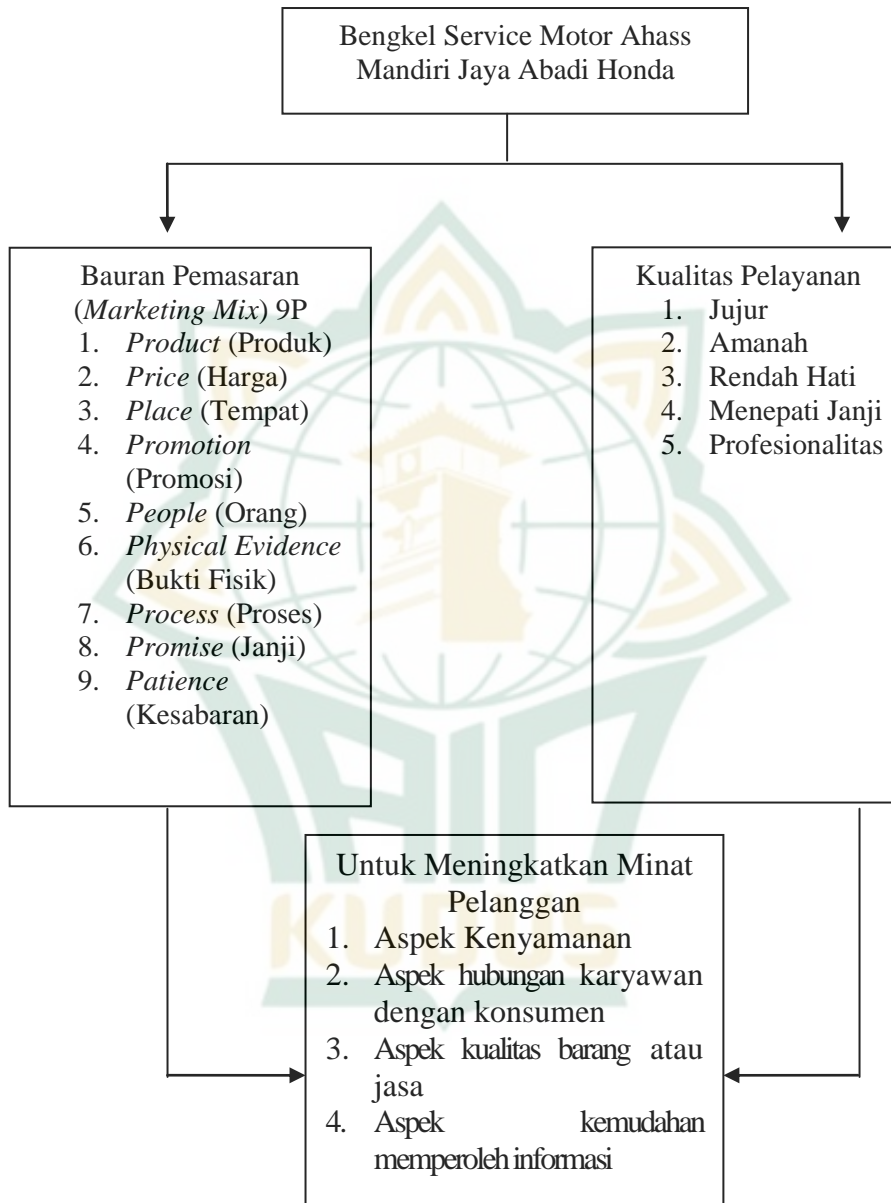 Bengkel Service Motor Ahass
Mandiri Jaya Abadi Honda
Bauran Pemasaran
(Marketing Mix) 9P
1. Product (Produk)
2. Price (Harga)
3. Place (Tempat)
4. Promotion
(Promosi)
5. People (Orang)
6. Physical Evidence
(Bukti Fisik)
7. Process (Proses)
8. Promise (Janji)
9. Patience
(Kesabaran)
Kualitas Pelayanan
1. Jujur
2. Amanah
3. Rendah Hati
4. Menepati Janji
5. Profesionalitas
Untuk Meningkatkan Minat
Pelanggan
1. Aspek Kenyamanan
2. Aspek hubungan karyawan
dengan konsumen
3. Aspek kualitas barang atau
jasa
4. Aspek kemudahan
memperoleh informasi
IAIN
KUDUS